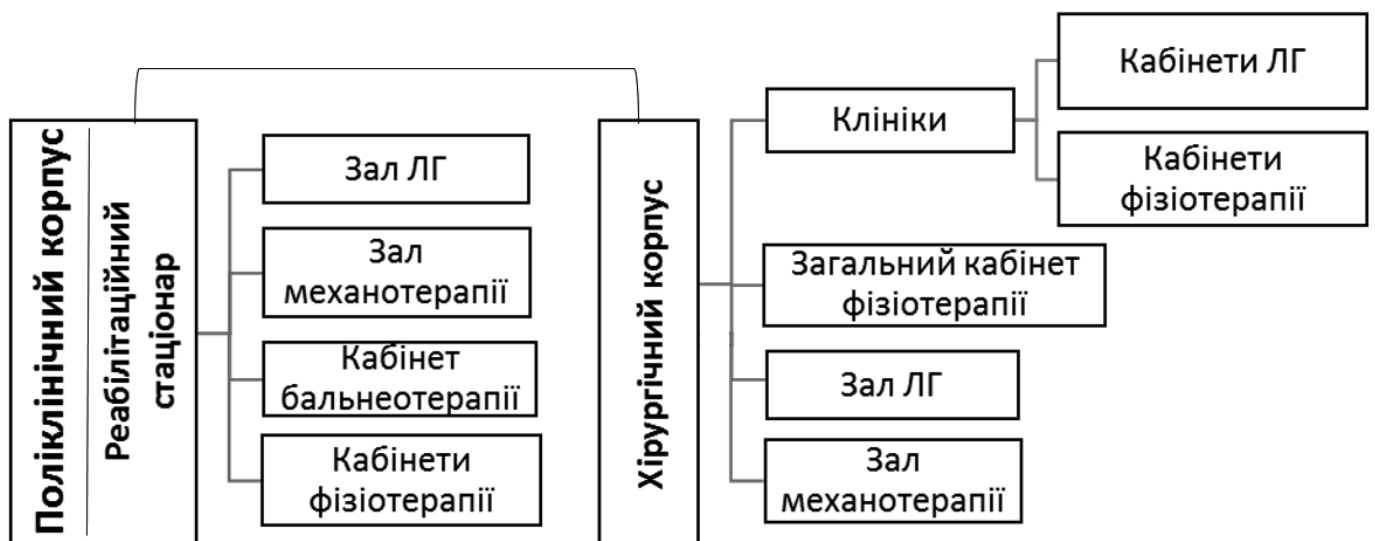 Поліклінічний корпус
Реабілітаційний
стаціонар
Зал ЛГ
Зал
механотерапії
Кабінет
бальнеотерапії
Кабінети
фізіотерапії
Хірургічний корпус
Клініки
Кабінети ЛГ
Кабінети
фізіотерапії
Загальний кабінет
фізіотерапії
Зал ЛГ
Зал
механотерапії